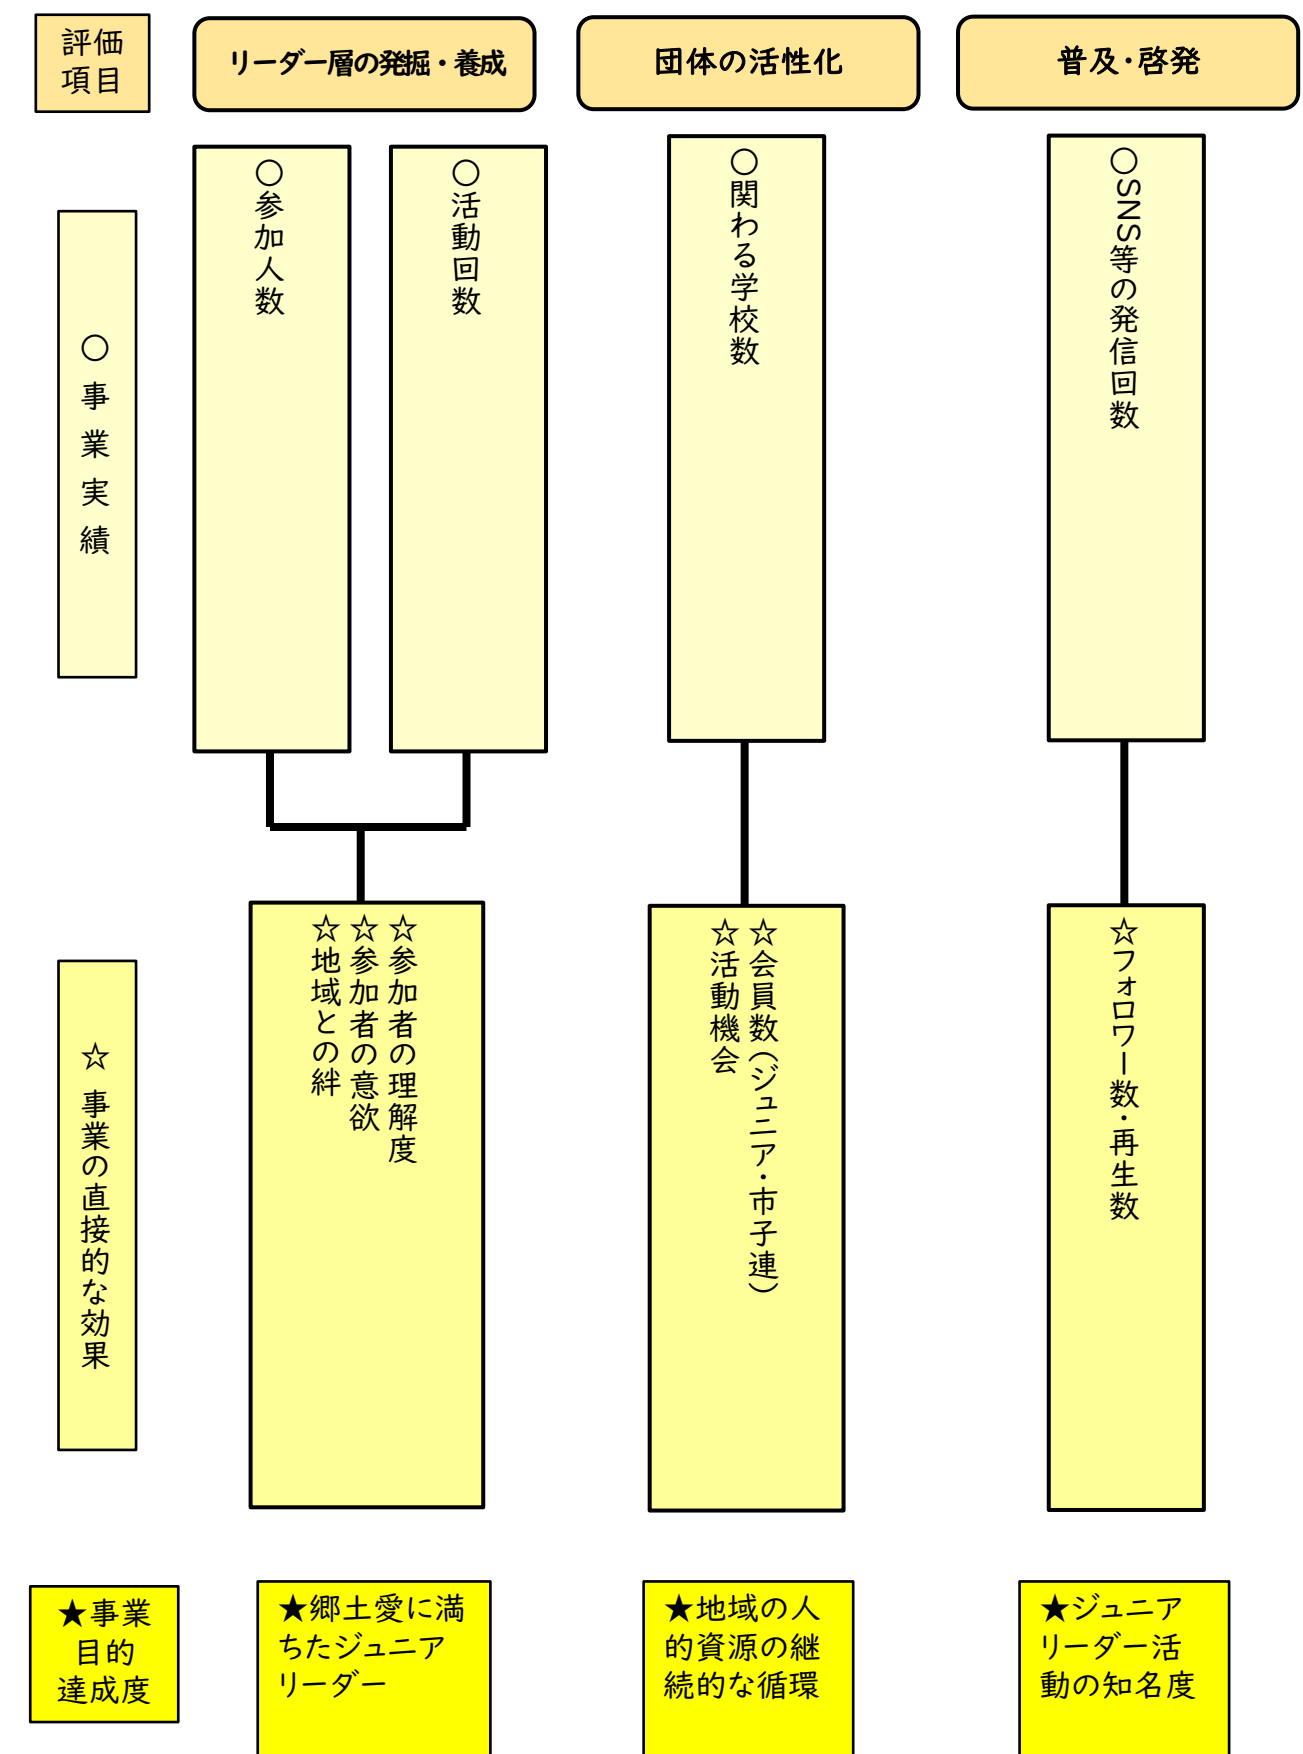 評価
項目
リーダー層の発掘・養成
団体の活性化
普及・啓発
○事業実績
○参加人数
○活動回数
○関わる学校数
○SNS等の発信回数
☆事業の直接的な効果
☆参加者の理解度
☆参加者の意欲
☆地域との絆
☆会員数(ジュニア・市子連)
☆活動機会
☆フォロワー数・再生数
★事業
目的
達成度
★郷土愛に満
ちたジュニア
リーダー
★地域の人
的資源の継
続的な循環
★ジュニア
リーダー活
動の知名度